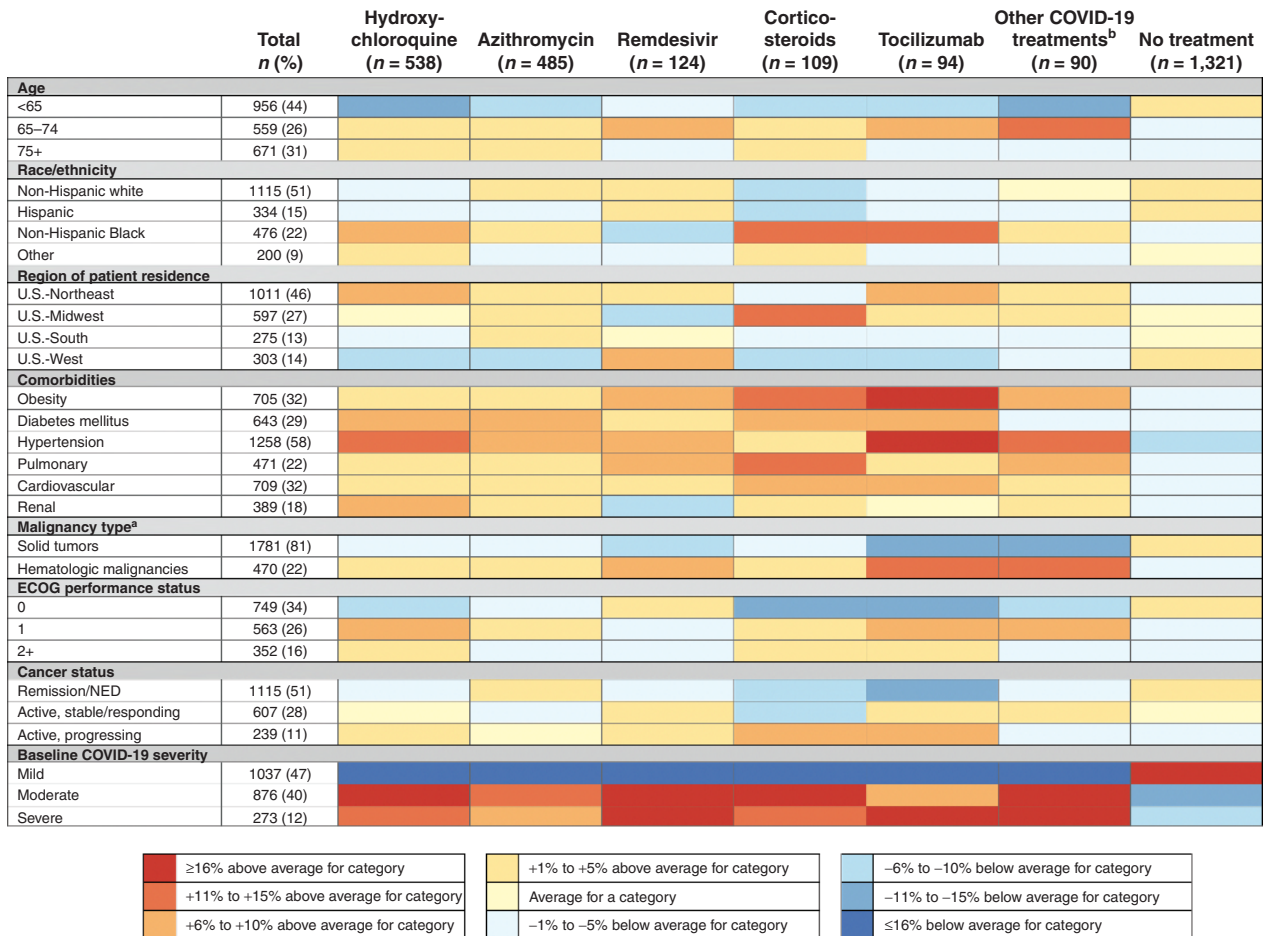 Total n (%) Hydroxy-chloroquine (n = 538) Azithromycin (n = 485) Remdesivir (n = 124) Cortico-steroids (n = 109) Tocilizumab (n = 94) Other COVID-19 treatmentsb (n = 90) No treatment (n = 1,321)
Age
<65 956 (44)
65–74 559 (26)
75+ 671 (31)
Race/ethnicity
Non-Hispanic white 1115 (51)
Hispanic 334 (15)
Non-Hispanic Black 476 (22)
Other 200 (9)
Region of patient residence
U.S.-Northeast 1011 (46)
U.S.-Midwest 597 (27)
U.S.-South 275 (13)
U.S.-West 303 (14)
Comorbidities
Obesity 705 (32)
Diabetes mellitus 643 (29)
Hypertension 1258 (58)
Pulmonary 471 (22)
Cardiovascular 709 (32)
Renal 389 (18)
Malignancy typea
Solid tumors 1781 (81)
Hematologic malignancies 470 (22)
ECOG performance status
0 749 (34)
1 563 (26)
2+ 352 (16)
Cancer status
Remission/NED 1115 (51)
Active, stable/responding 607 (28)
Active, progressing 239 (11)
Baseline COVID-19 severity
Mild 1037 (47)
Moderate 876 (40)
Severe 273 (12)
≥16% above average for category
+11% to +15% above average for category
+6% to +10% above average for category
+1% to +5% above average for category
Average for a category
–1% to –5% below average for category
–6% to –10% below average for category
–11% to –15% below average for category
≤16% below average for category